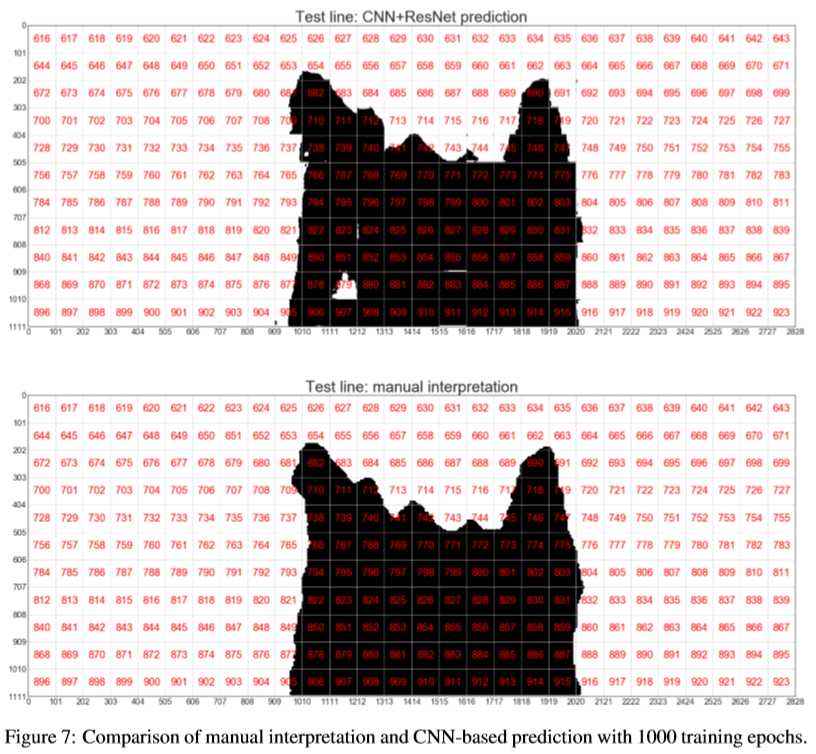 Test line: CNN+ResNet prediction
0
616 617 618 619 620 621 622 623 624 625 626 627 628 629 630 631 632 633 634 635 636 637 638 639 640 641 642 643
101
644 645 646 647 648 649 650 651 652 653 654 655 656 657 658 659 660 661 662 663 664 665 666 667 668 669 670 671
202
672 673 674 675 676 677 678 679 680 681 682 683 684 685 686 687 688 689 690 691 692 693 694 695 696 697 698 699
303
700 701 702 703 704 705 706 707 708 709 710 711 712 713 714 715 716 717 718 719 720 721 722 723 724 725 726 727
404
728 729 730 731 732 733 734 735 736 737 738 739 740 741 742 743 744 745 746 747 748 749 750 751 752 753 754 755
505
756 757 758 759 760 761 762 763 764 765 766 767 768 769 770 771 772 773 774 775 776 777 778 779 780 781 782 783
606
784 785 786 787 788 789 790 791 792 793 794 795 796 797 798 799 800 801 802 803 804 805 806 807 808 809 810 811
707
812 813 814 815 816 817 818 819 820 821 822 823 824 825 826 827 828 829 830 831 832 833 834 835 836 837 838 839
808
840 841 842 843 844 845 846 847 848 849 850 851 852 853 854 855 856 857 858 859 860 861 862 863 864 865 866 867
909
868 869 870 871 872 873 874 875 876 877 878 879 880 881 882 883 884 885 886 887 888 889 890 891 892 893 894 895
1010
896 897 898 899 900 901 902 903 904 905 906 907 908 909 910 911 912 913 914 915 916 917 918 919 920 921 922 923
1111
0 101 202 303 404 505 606 707 808 909 1010 1111 1212 1313 1414 1515 1616 1717 1818 1919 2020 2121 2222 2323 2424 2525 2626 2727 2828
Test line: manual interpretation
0
616 617 618 619 620 621 622 623 624 625 626 627 628 629 630 631 632 633 634 635 636 637 638 639 640 641 642 643
101
644 645 646 647 648 649 650 651 652 653 654 655 656 657 658 659 660 661 662 663 664 665 666 667 668 669 670 671
202
672 673 674 675 676 677 678 679 680 681 682 683 684 685 686 687 688 689 690 691 692 693 694 695 696 697 698 699
303
700 701 702 703 704 705 706 707 708 709 710 711 712 713 714 715 716 717 718 719 720 721 722 723 724 725 726 727
404
728 729 730 731 732 733 734 735 736 737 738 739 740 741 742 743 744 745 746 747 748 749 750 751 752 753 754 755
505
756 757 758 759 760 761 762 763 764 765 766 767 768 769 770 771 772 773 774 775 776 777 778 779 780 781 782 783
606
784 785 786 787 788 789 790 791 792 793 794 795 796 797 798 799 800 801 802 803 804 805 806 807 808 809 810 811
707
812 813 814 815 816 817 818 819 820 821 822 823 824 825 826 827 828 829 830 831 832 833 834 835 836 837 838 839
808
840 841 842 843 844 845 846 847 848 849 850 851 852 853 854 855 856 857 858 859 860 861 862 863 864 865 866 867
909
868 869 870 871 872 873 874 875 876 877 878 879 880 881 882 883 884 885 886 887 888 889 890 891 892 893 894 895
1010
896 897 898 899 900 901 902 903 904 905 906 907 908 909 910 911 912 913 914 915 916 917 918 919 920 921 922 923
1111
0 101 202 303 404 505 606 707 808 909 1010 1111 1212 1313 1414 1515 1616 1717 1818 1919 2020 2121 2222 2323 2424 2525 2626 2727 2828
Figure 7: Comparison of manual interpretation and CNN-based prediction with 1000 training epochs.